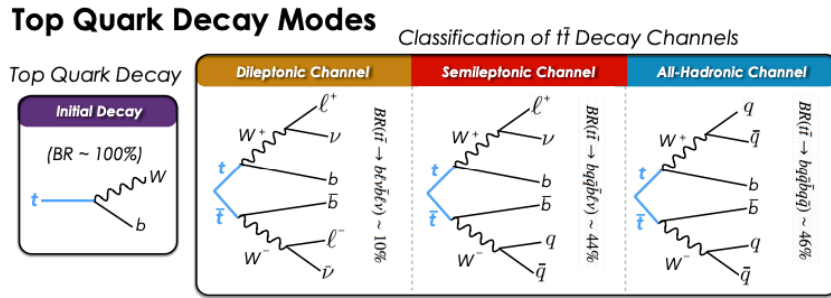 Top Quark Decay Modes
Classification of tt̄ Decay Channels
Top Quark Decay
Initial Decay
(BR ~ 100%)
t
W
b
Dileptonic Channel
ℓ⁺
W⁺
ν
t
b
t̄
b̄
W⁻
ℓ⁻
ν̄
BR(tt̄ → bℓνb̄ℓν) ~ 10%
Semileptonic Channel
ℓ⁺
W⁺
ν
t
b
t̄
b̄
W⁻
q
q̄
BR(tt̄ → bqq̄b̄ℓν) ~ 44%
All-Hadronic Channel
q
W⁺
q̄
t
b
t̄
b̄
W⁻
q
q̄
BR(tt̄ → bqq̄bqq̄) ~ 46%